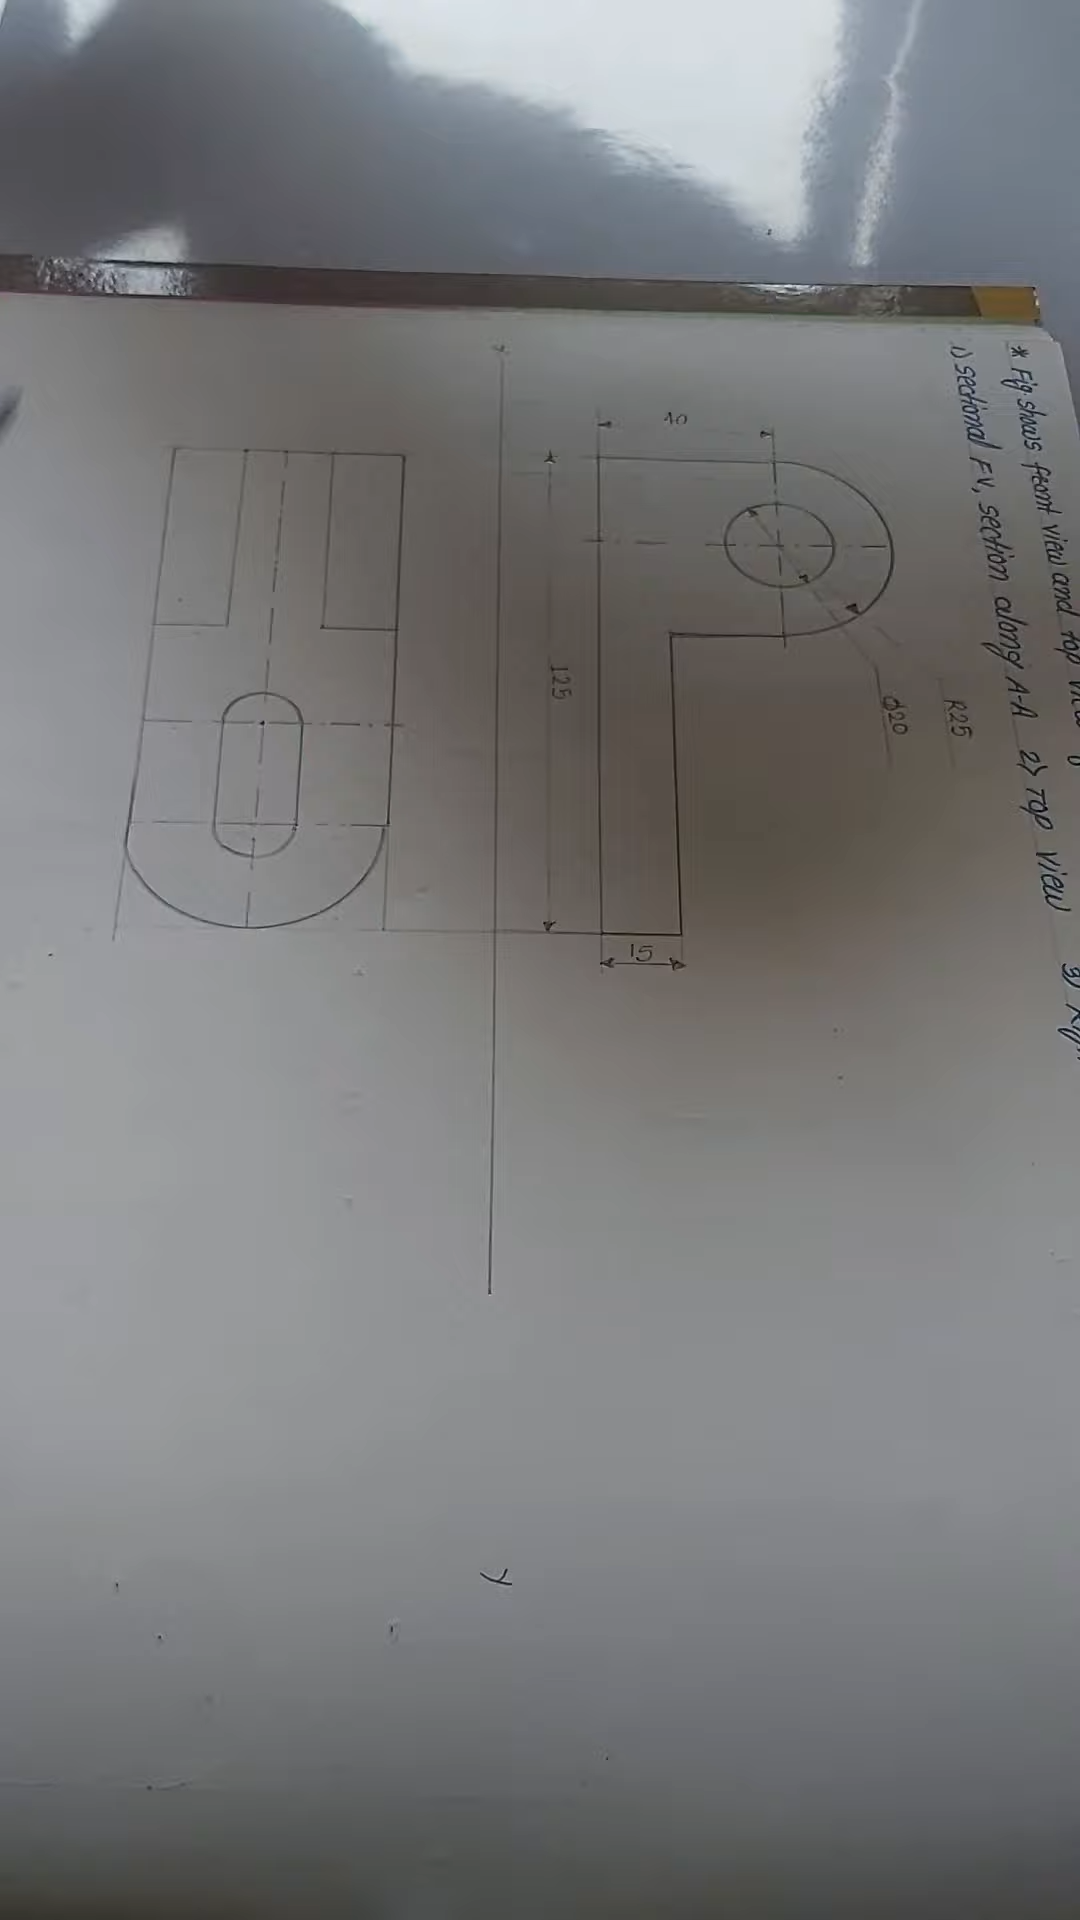 * Fig shows front view and top
1) sectional FV, section along A-A 2) Top view 3)
R25
φ20
40
125
15
x
Y